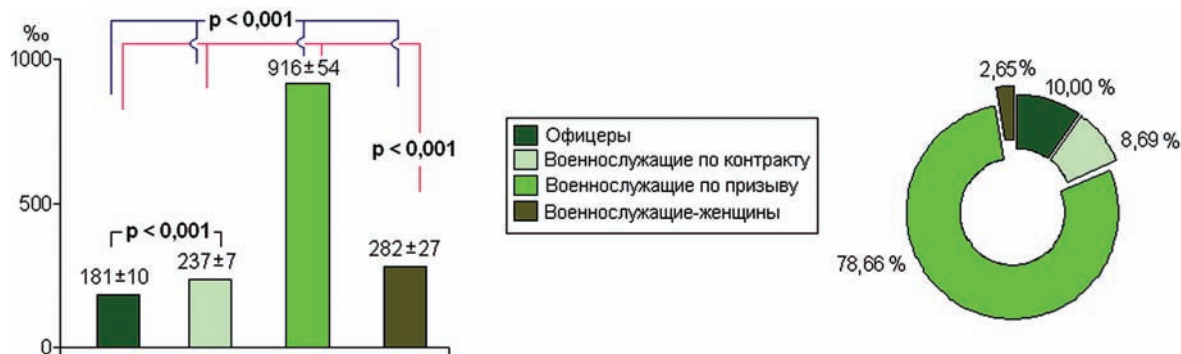 ‰
p < 0,001
1000
916±54
p < 0,001
500
p < 0,001
181±10
237±7
282±27
0
Офицеры
Военнослужащие по контракту
Военнослужащие по призыву
Военнослужащие-женщины
2,65 %
10,00 %
8,69 %
78,66 %